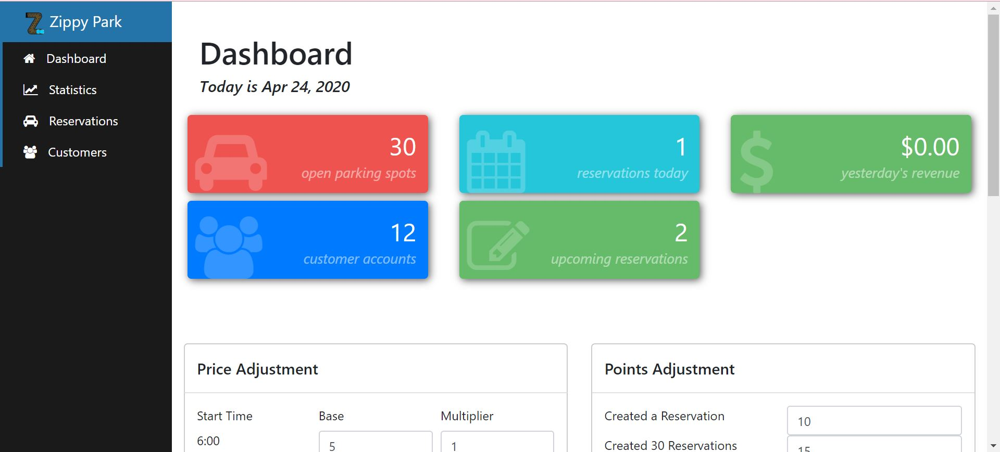 Zippy Park
Dashboard
Statistics
Reservations
Customers
Dashboard
Today is Apr 24, 2020
30
open parking spots
1
reservations today
$0.00
yesterday's revenue
12
customer accounts
2
upcoming reservations
Price Adjustment
Start Time Base Multiplier
6:00 5 1
Points Adjustment
Created a Reservation 10
Created 30 Reservations 15